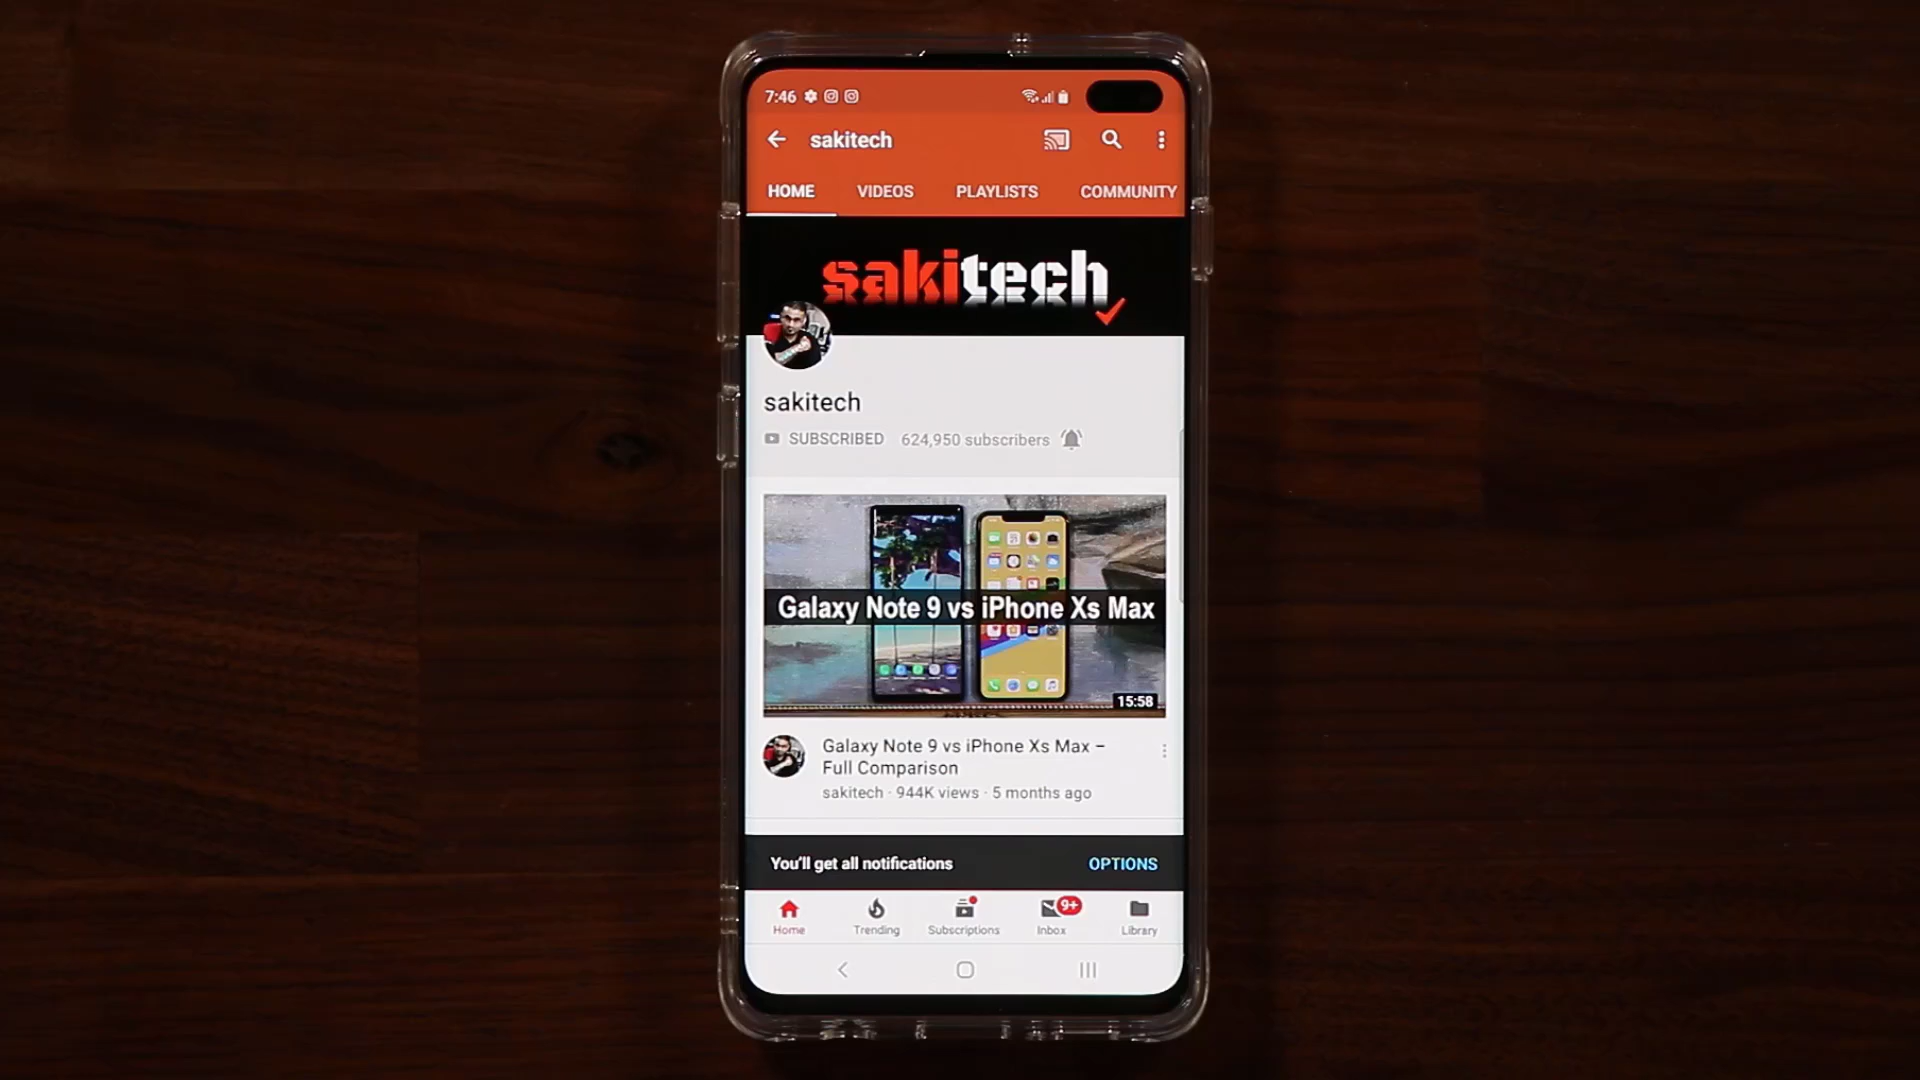 7:46
sakitech
HOME VIDEOS PLAYLISTS COMMUNITY
sakitech
sakitech
SUBSCRIBED 624,950 subscribers
Galaxy Note 9 vs iPhone Xs Max
15:58
Galaxy Note 9 vs iPhone Xs Max –
Full Comparison
sakitech · 944K views · 5 months ago
You'll get all notifications OPTIONS
9+
Home Trending Subscriptions Inbox Library